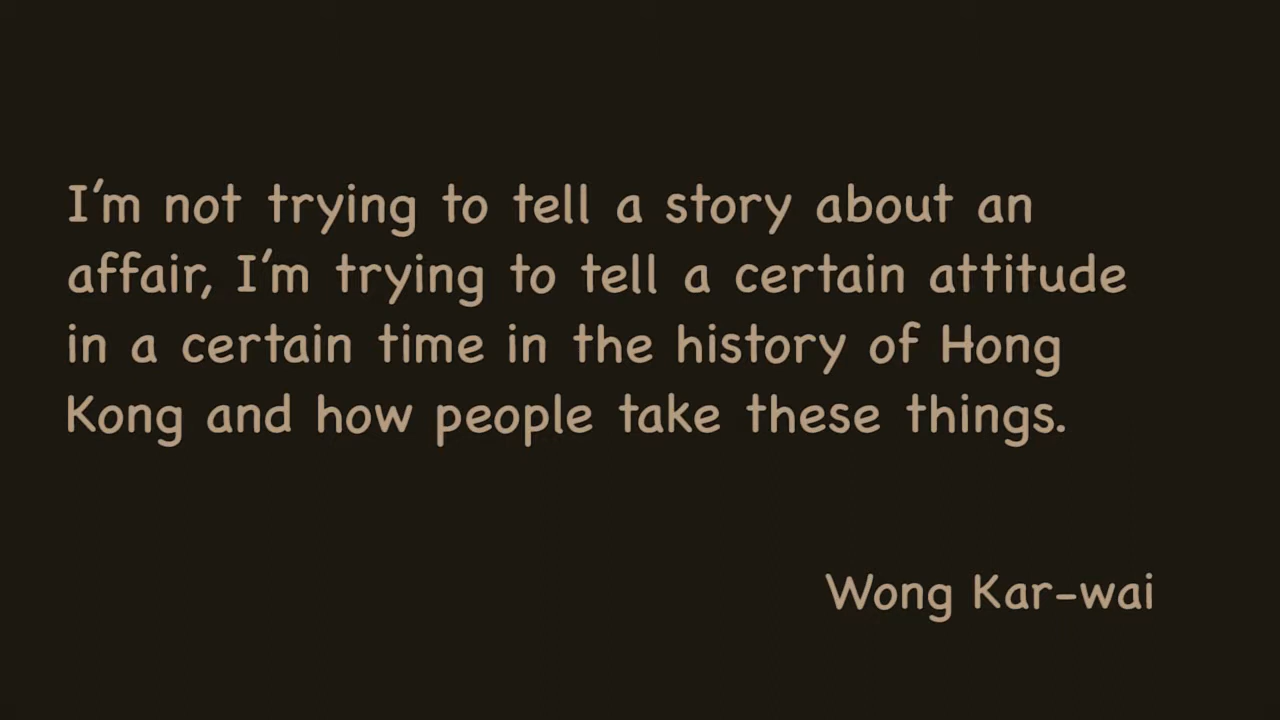 I’m not trying to tell a story about an
affair, I’m trying to tell a certain attitude
in a certain time in the history of Hong
Kong and how people take these things.
Wong Kar-wai